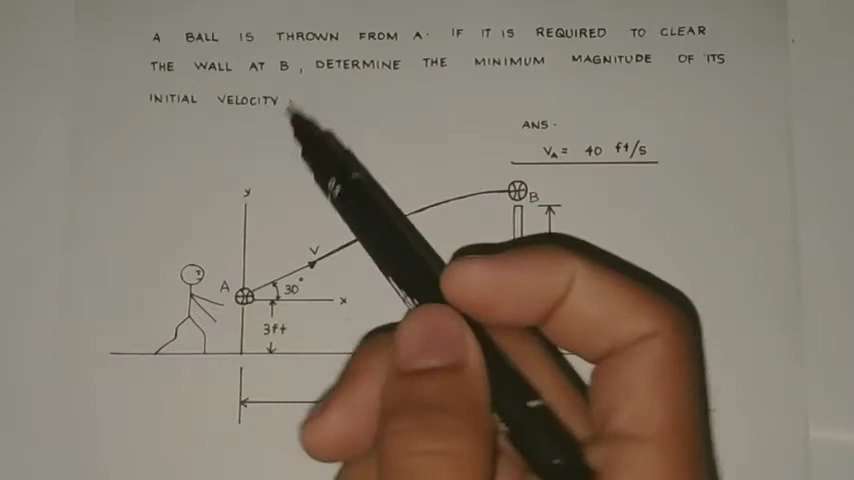 A BALL IS THROWN FROM A. IF IT IS REQUIRED TO CLEAR
THE WALL AT B, DETERMINE THE MINIMUM MAGNITUDE OF ITS
INITIAL VELOCITY
ANS.
VA = 40 ft/s
y
B
V
A
30°
x
3ft